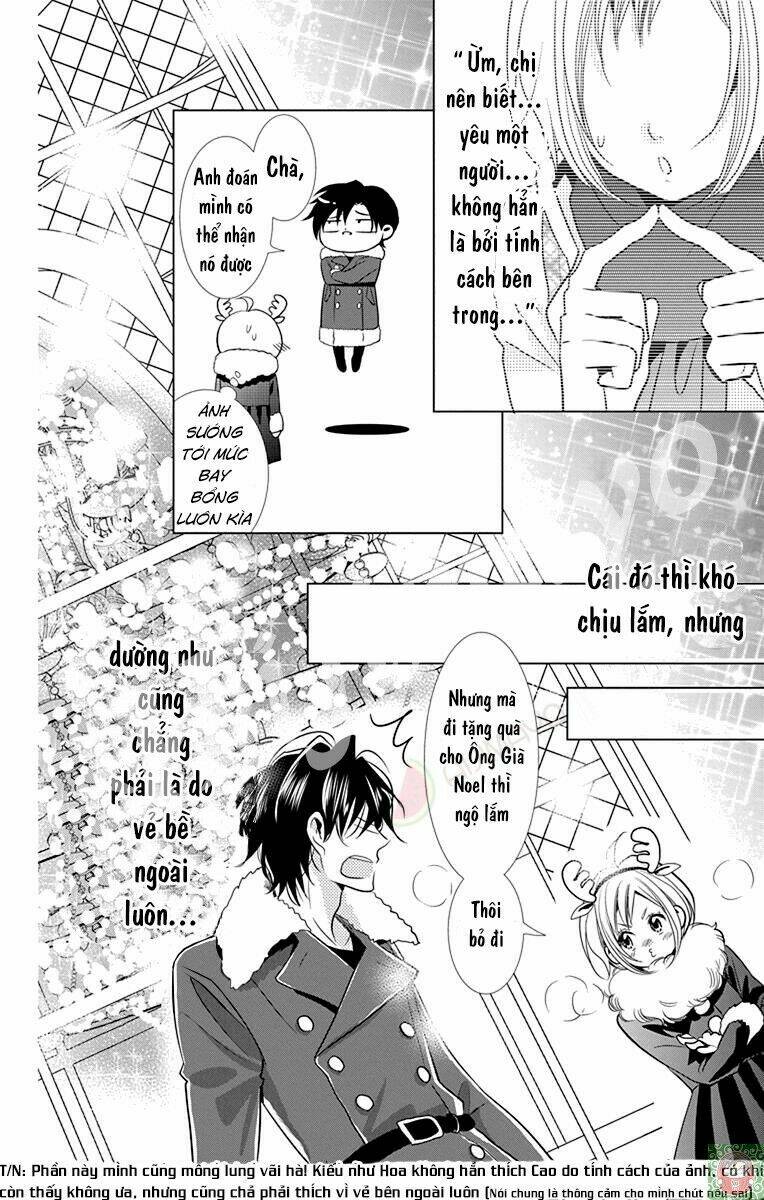 “Ừm, chị
nên biết...
yêu một
người...
không hẳn
là bởi tính
cách bên
trong...”
Chà,
Anh đoán
mình có
thể nhận
nó được
ẢNH
SƯỚNG
TỚI MỨC
BAY
BỔNG
LUÔN KÌA
Cái đó thì khó
chịu lắm, nhưng
dường như
cũng
chẳng
phải là do
vẻ bề
ngoài
luôn...
Nhưng mà
đi tặng quà
cho Ông Già
Noel thì
ngộ lắm
Thôi
bỏ đi
T/N: Phần này mình cũng mông lung vãi hà! Kiểu như Hoa không hẳn thích Cao do tính cách của ảnh, có khi
còn thấy không ưa, nhưng cũng chả phải thích vì vẻ bên ngoài luôn (Nói chung là thông cảm cho mình chút nếu sai)